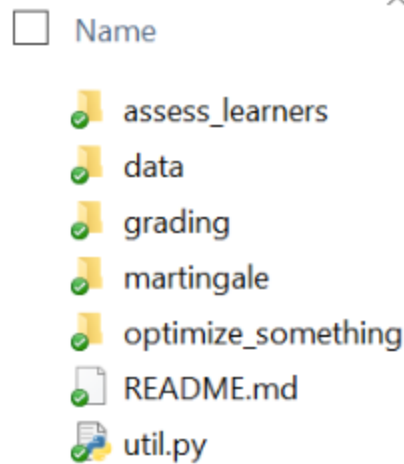 Name
assess_learners
data
grading
martingale
optimize_something
README.md
util.py